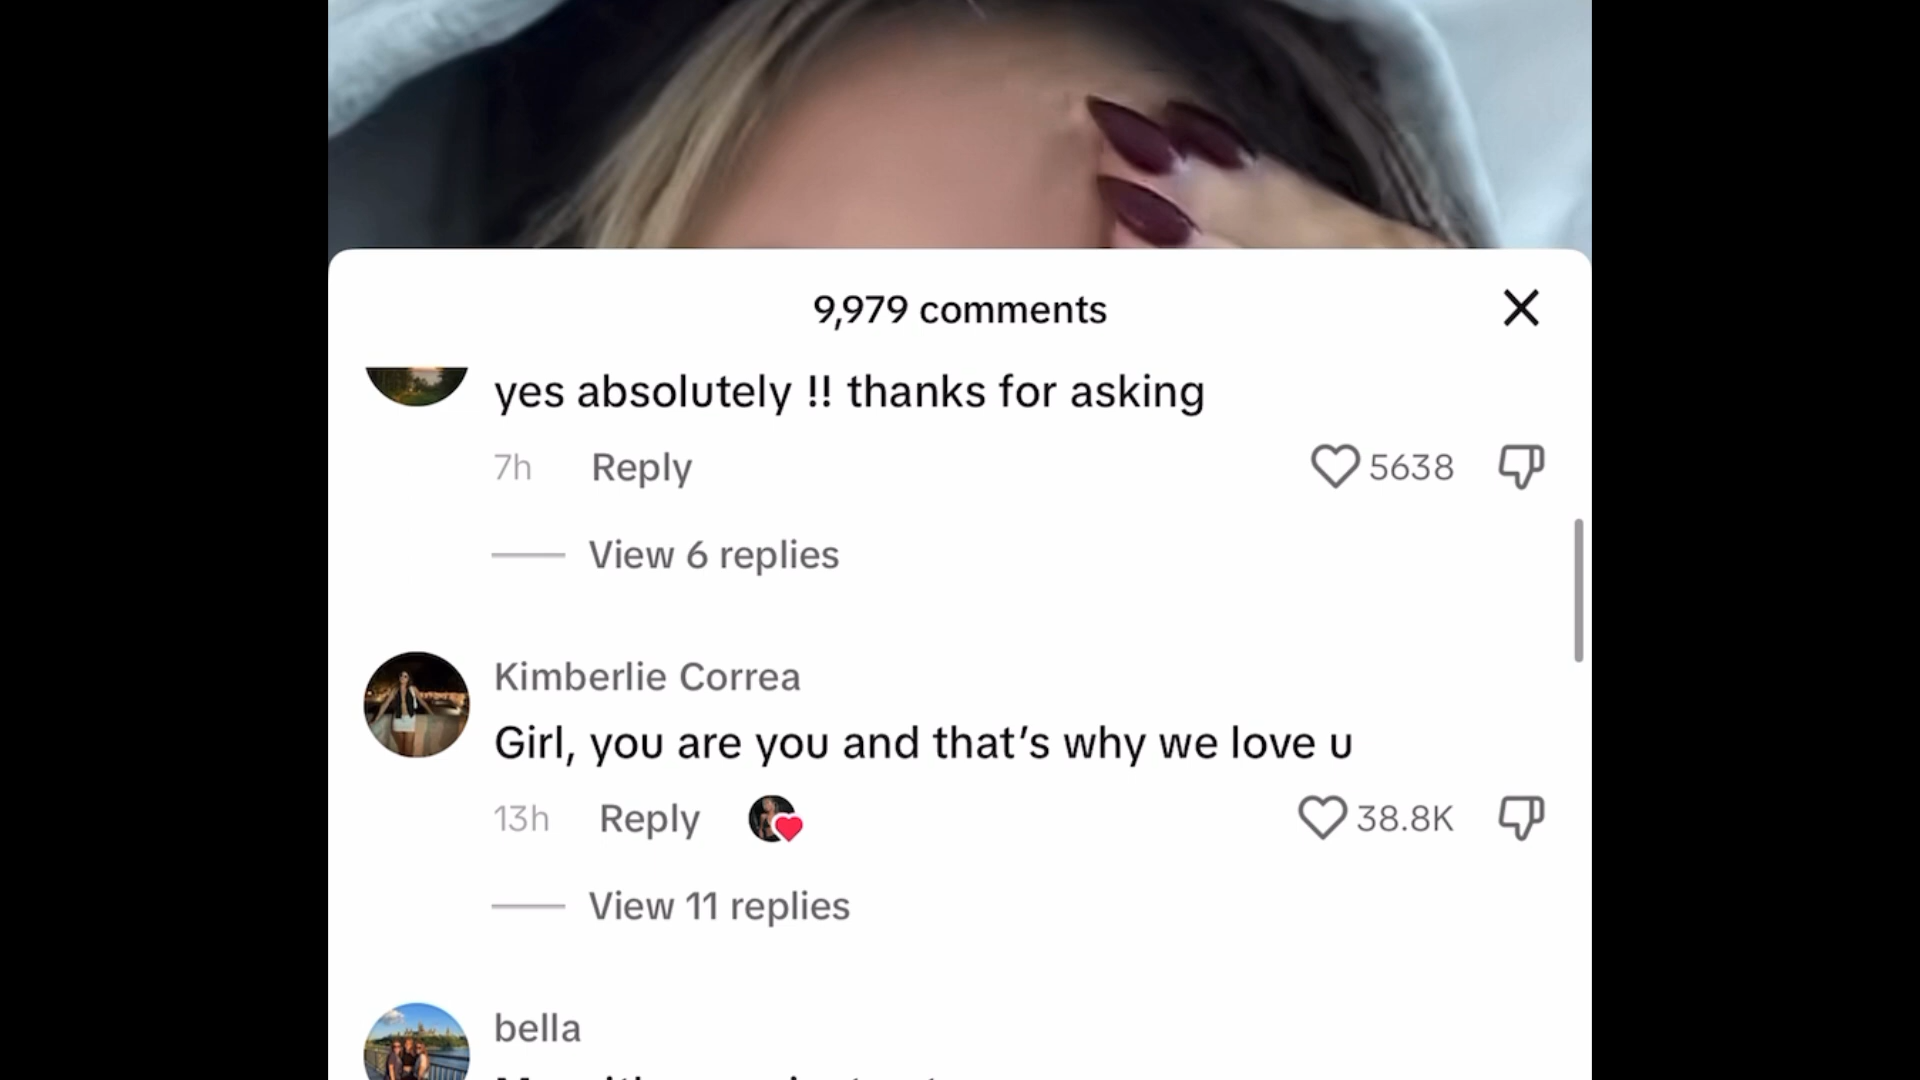 9,979 comments
yes absolutely !! thanks for asking
7h Reply 5638
View 6 replies
Kimberlie Correa
Girl, you are you and that’s why we love u
13h Reply 38.8K
View 11 replies
bella